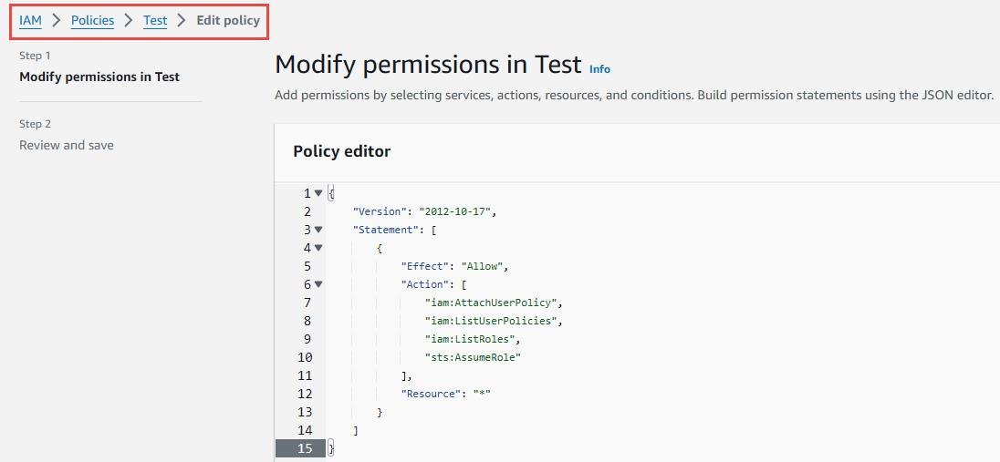 IAM > Policies > Test > Edit policy
Step 1
Modify permissions in Test
Step 2
Review and save
Modify permissions in Test Info
Add permissions by selecting services, actions, resources, and conditions. Build permission statements using the JSON editor.
Policy editor
1 {
2 "Version": "2012-10-17",
3 "Statement": [
4 {
5 "Effect": "Allow",
6 "Action": [
7 "iam:AttachUserPolicy",
8 "iam:ListUserPolicies",
9 "iam:ListRoles",
10 "sts:AssumeRole"
11 ],
12 "Resource": "*"
13 }
14 ]
15 }